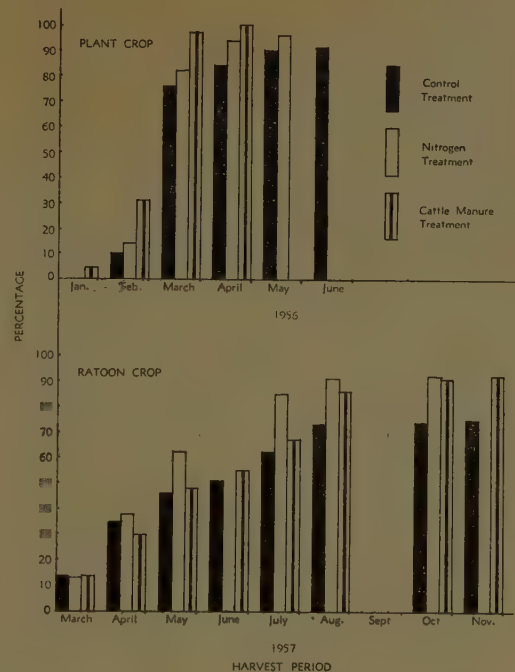 100
PLANT CROP
90
80
70
60
50
40
30
20
10
0
Control
Treatment
Nitrogen
Treatment
Cattle Manure
Treatment
Jan. Feb. March April May June
1956
PERCENTAGE
100
RATOON CROP
90
70
60
30
20
10
0
March April May June July Aug. Sept Oct Nov.
1957
HARVEST PERIOD